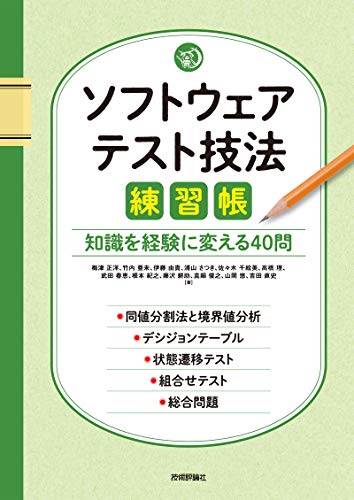 ソフトウェア
テスト技法
練習帳
知識を経験に変える40問
梅津 正洋、竹内 亜未、伊藤 由貴、浦山 さつき、佐々木 千絵美、高橋 理、
武田 春恵、根本 紀之、藤沢 耕助、真鍋 俊之、山岡 悠、吉田 直史
[著]
•同値分割法と境界値分析
•デシジョンテーブル
•状態遷移テスト
•組合せテスト
•総合問題
技術評論社